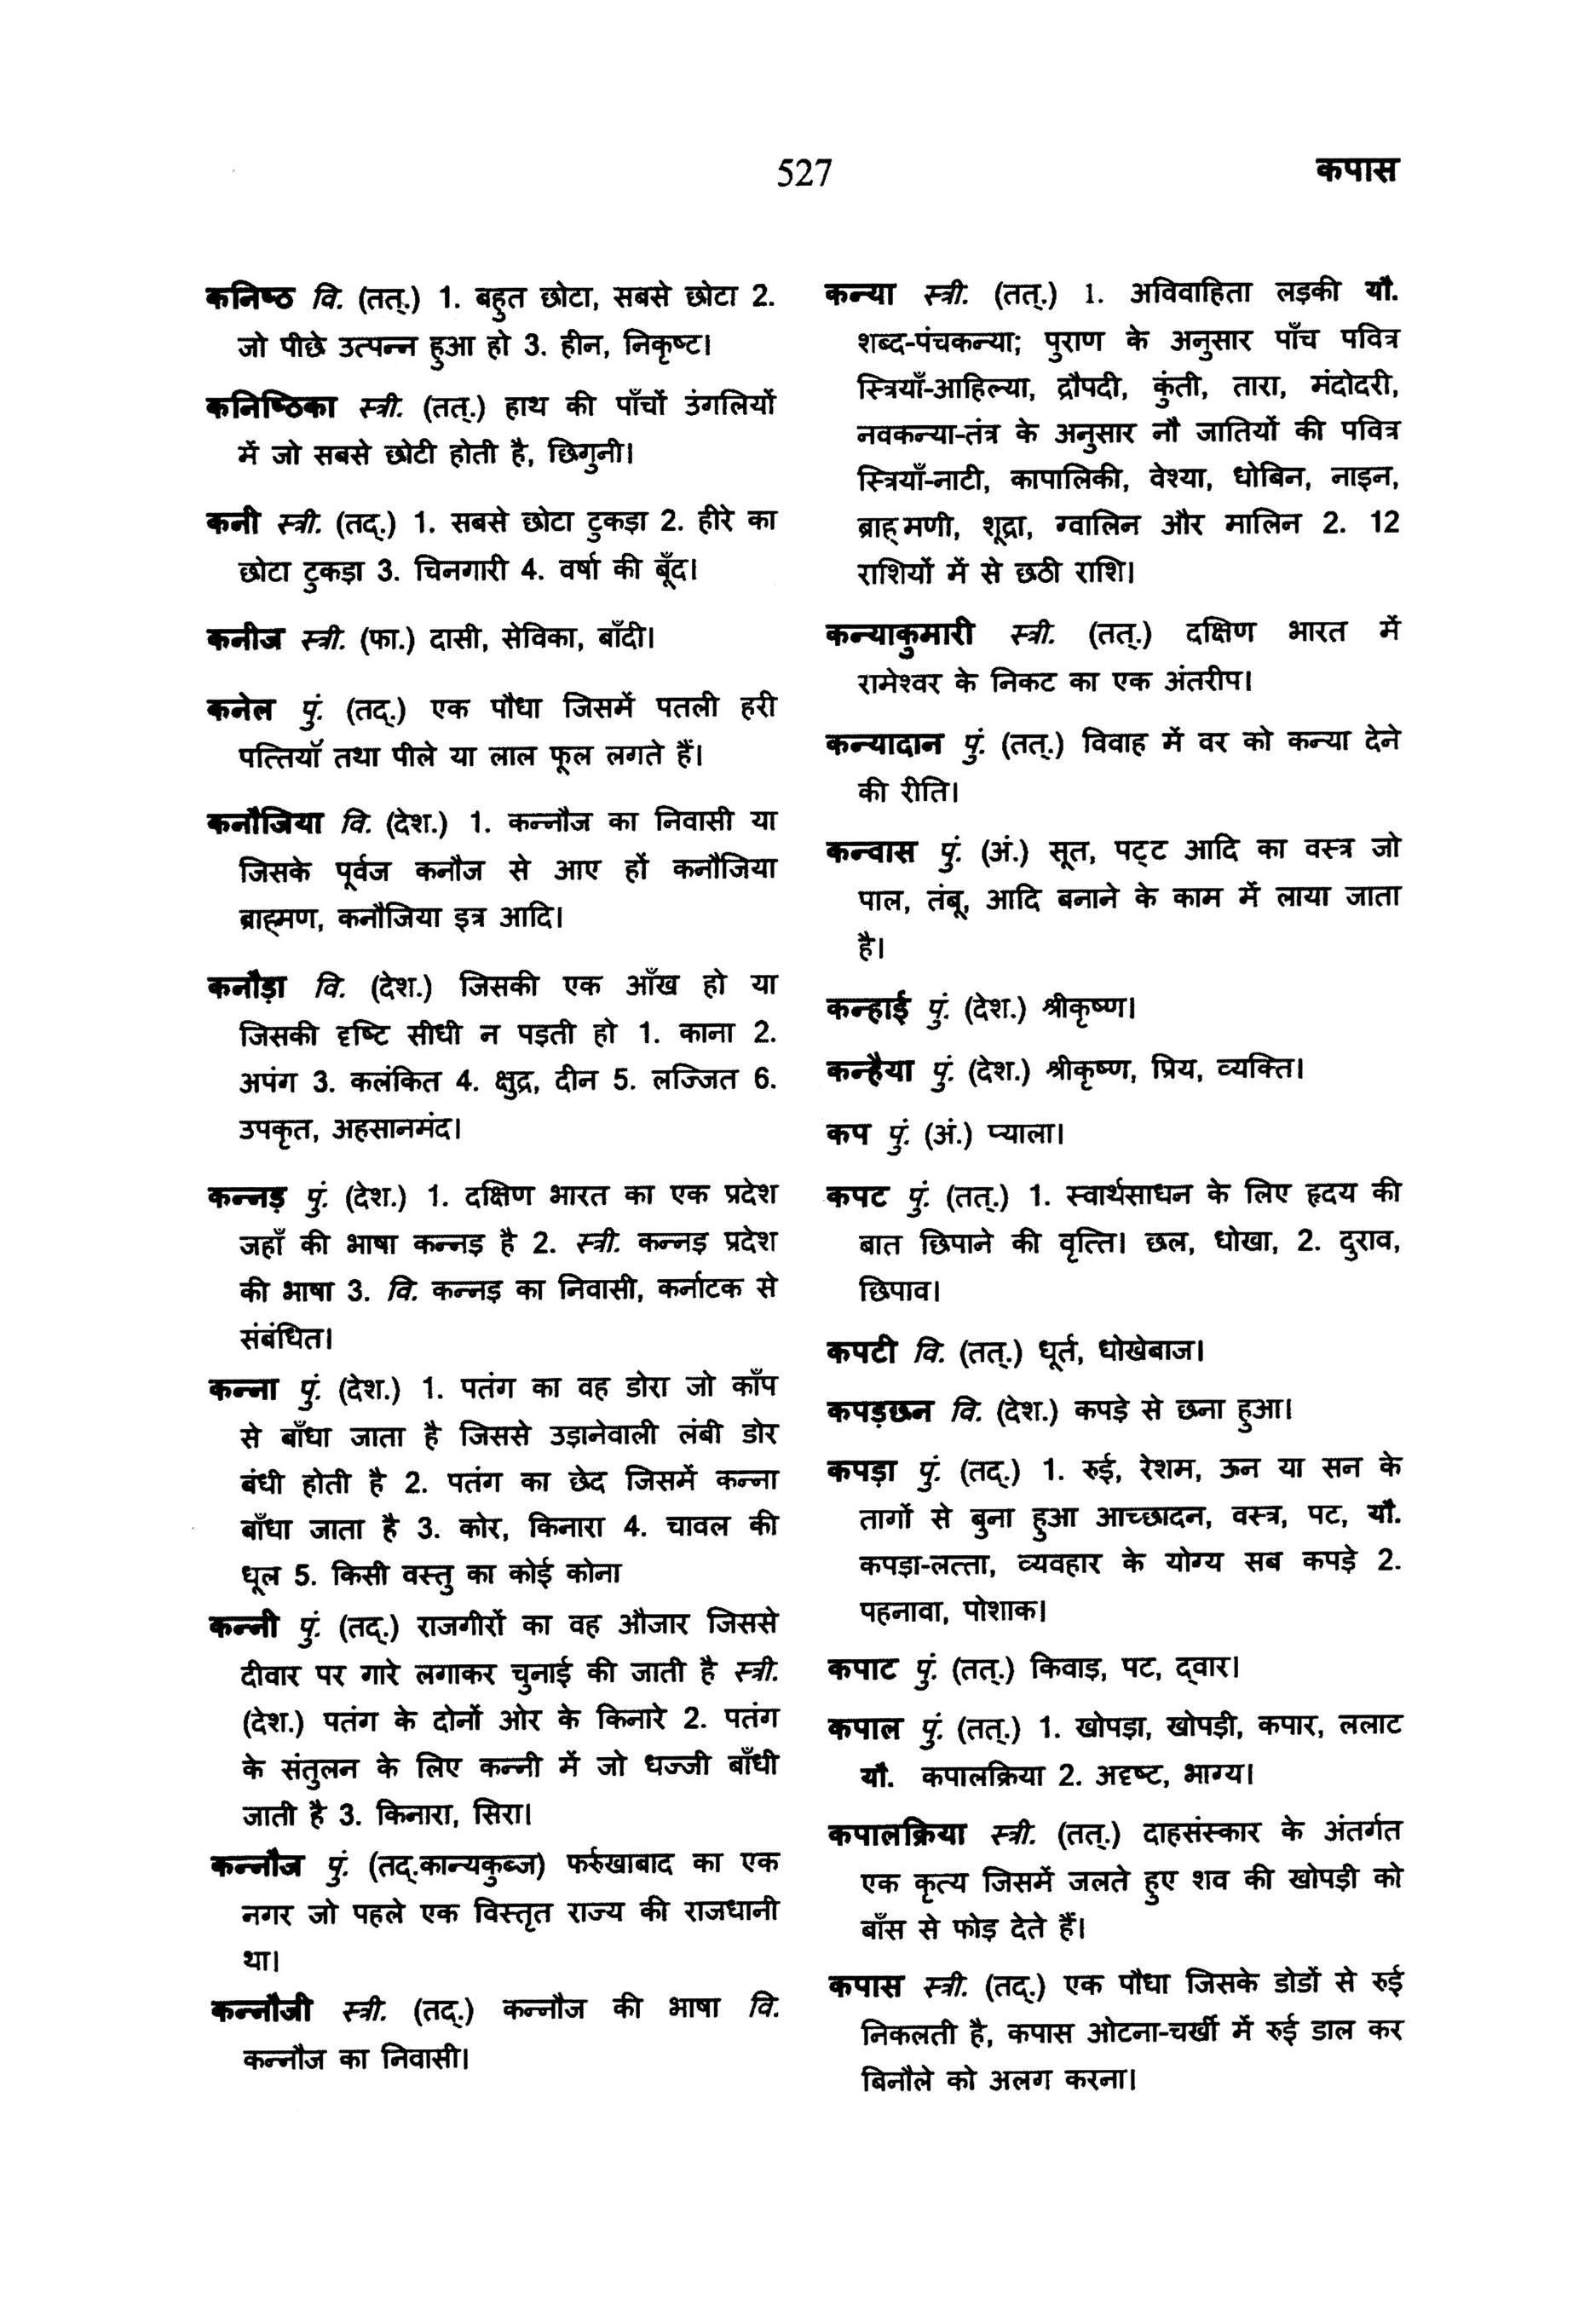 527
कपास
कनिष्ठ वि. (तत्.) 1. बहुत छोटा, सबसे छोटा 2.
जो पीछे उत्पन्न हुआ हो 3. हीन, निकृष्ट।
कनिष्ठिका स्त्री. (तत्.) हाथ की पाँचों उंगलियों
में जो सबसे छोटी होती है, छिगुनी।
कनी स्त्री. (तद्.) 1. सबसे छोटा टुकड़ा 2. हीरे का
छोटा टुकड़ा 3. चिनगारी 4. वर्षा की बूँद।
कनीज स्त्री. (फा.) दासी, सेविका, बाँदी।
कनेल पुं. (तद्.) एक पौधा जिसमें पतली हरी
पत्तियाँ तथा पीले या लाल फूल लगते हैं।
कनौजिया वि. (देश.) 1. कन्नौज का निवासी या
जिसके पूर्वज कनौज से आए हों कनौजिया
ब्राह्मण, कनौजिया इत्र आदि।
कनौड़ा वि. (देश.) जिसकी एक आँख हो या
जिसकी दृष्टि सीधी न पड़ती हो 1. काना 2.
अपंग 3. कलंकित 4. क्षुद्र, दीन 5. लज्जित 6.
उपकृत, अहसानमंद।
कन्नड़ पुं. (देश.) 1. दक्षिण भारत का एक प्रदेश
जहाँ की भाषा कन्नड़ है 2. स्त्री. कन्नड़ प्रदेश
की भाषा 3. वि. कन्नड़ का निवासी, कर्नाटक से
संबंधित।
कन्ना पुं. (देश.) 1. पतंग का वह डोरा जो काँप
से बाँधा जाता है जिससे उड़ानेवाली लंबी डोर
बंधी होती है 2. पतंग का छेद जिसमें कन्ना
बाँधा जाता है 3. कोर, किनारा 4. चावल की
धूल 5. किसी वस्तु का कोई कोना
कन्नी पुं. (तद्.) राजगीरों का वह औजार जिससे
दीवार पर गारे लगाकर चुनाई की जाती है स्त्री.
(देश.) पतंग के दोनों ओर के किनारे 2. पतंग
के संतुलन के लिए कन्नी में जो धज्जी बाँधी
जाती है 3. किनारा, सिरा।
कन्नौज पुं. (तद्.कान्यकुब्ज) फर्रुखाबाद का एक
नगर जो पहले एक विस्तृत राज्य की राजधानी
था।
कन्नौजी स्त्री. (तद्.) कन्नौज की भाषा वि.
कन्नौज का निवासी।
कन्या स्त्री. (तत्.) 1. अविवाहिता लड़की यौ.
शब्द-पंचकन्या; पुराण के अनुसार पाँच पवित्र
स्त्रियाँ-आहिल्या, द्रौपदी, कुंती, तारा, मंदोदरी,
नवकन्या-तंत्र के अनुसार नौ जातियों की पवित्र
स्त्रियाँ-नाटी, कापालिकी, वेश्या, धोबिन, नाइन,
ब्राह्मणी, शूद्रा, ग्वालिन और मालिन 2. 12
राशियों में से छठी राशि।
कन्याकुमारी स्त्री. (तत्.) दक्षिण भारत में
रामेश्वर के निकट का एक अंतरीप।
कन्यादान पुं. (तत्.) विवाह में वर को कन्या देने
की रीति।
कन्वास पुं. (अं.) सूत, पट्ट आदि का वस्त्र जो
पाल, तंबू, आदि बनाने के काम में लाया जाता
है।
कन्हाई पुं. (देश.) श्रीकृष्ण।
कन्हैया पुं. (देश.) श्रीकृष्ण, प्रिय, व्यक्ति।
कप पुं. (अं.) प्याला।
कपट पुं. (तत्.) 1. स्वार्थसाधन के लिए हृदय की
बात छिपाने की वृत्ति। छल, धोखा, 2. दुराव,
छिपाव।
कपटी वि. (तत्.) धूर्त, धोखेबाज।
कपड़छन वि. (देश.) कपड़े से छना हुआ।
कपड़ा पुं. (तद्.) 1. रुई, रेशम, ऊन या सन के
तागों से बुना हुआ आच्छादन, वस्त्र, पट, यौ.
कपड़ा-लत्ता, व्यवहार के योग्य सब कपड़े 2.
पहनावा, पोशाक।
कपाट पुं. (तत्.) किवाड़, पट, द्वार।
कपाल पुं. (तत्.) 1. खोपड़ा, खोपड़ी, कपार, ललाट
यौ. कपालक्रिया 2. अदृष्ट, भाग्य।
कपालक्रिया स्त्री. (तत्.) दाहसंस्कार के अंतर्गत
एक कृत्य जिसमें जलते हुए शव की खोपड़ी को
बाँस से फोड़ देते हैं।
कपास स्त्री. (तद्.) एक पौधा जिसके डोडों से रुई
निकलती है, कपास ओटना-चर्खी में रुई डाल कर
बिनौले को अलग करना।